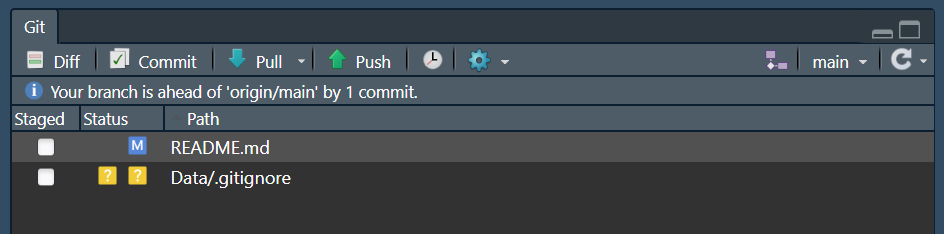 Git
Diff Commit Pull Push main
Your branch is ahead of 'origin/main' by 1 commit.
Staged Status Path
M README.md
? ? Data/.gitignore